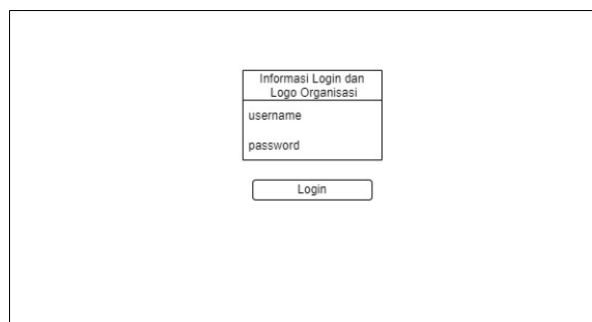 Informasi Login dan
Logo Organisasi
username
password
Login